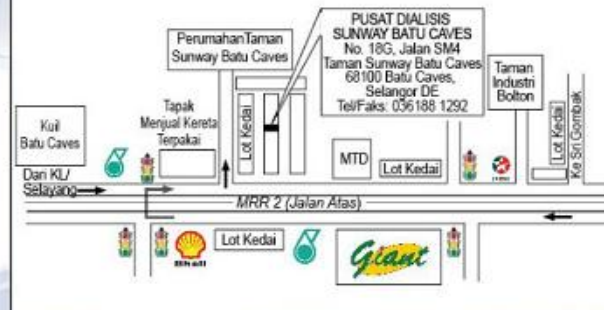 PUSAT DIALISIS
SUNWAY BATU CAVES
No. 18G, Jalan SM4
Taman Sunway Batu Caves
68100 Batu Caves,
Selangor DE
Tel/Faks: 036188 1292
Perumahan Taman
Sunway Batu Caves
Taman
Industri
Bolton
Tapak
Menjual Kereta
Terpakai
Kuil
Batu Caves
Lot Kedai
MTD
Lot Kedai
Lot Kedai
Ke Sri Gombak
Dari KL/
Selayang
MRR 2 (Jalan Atas)
Shell
Lot Kedai
Giant